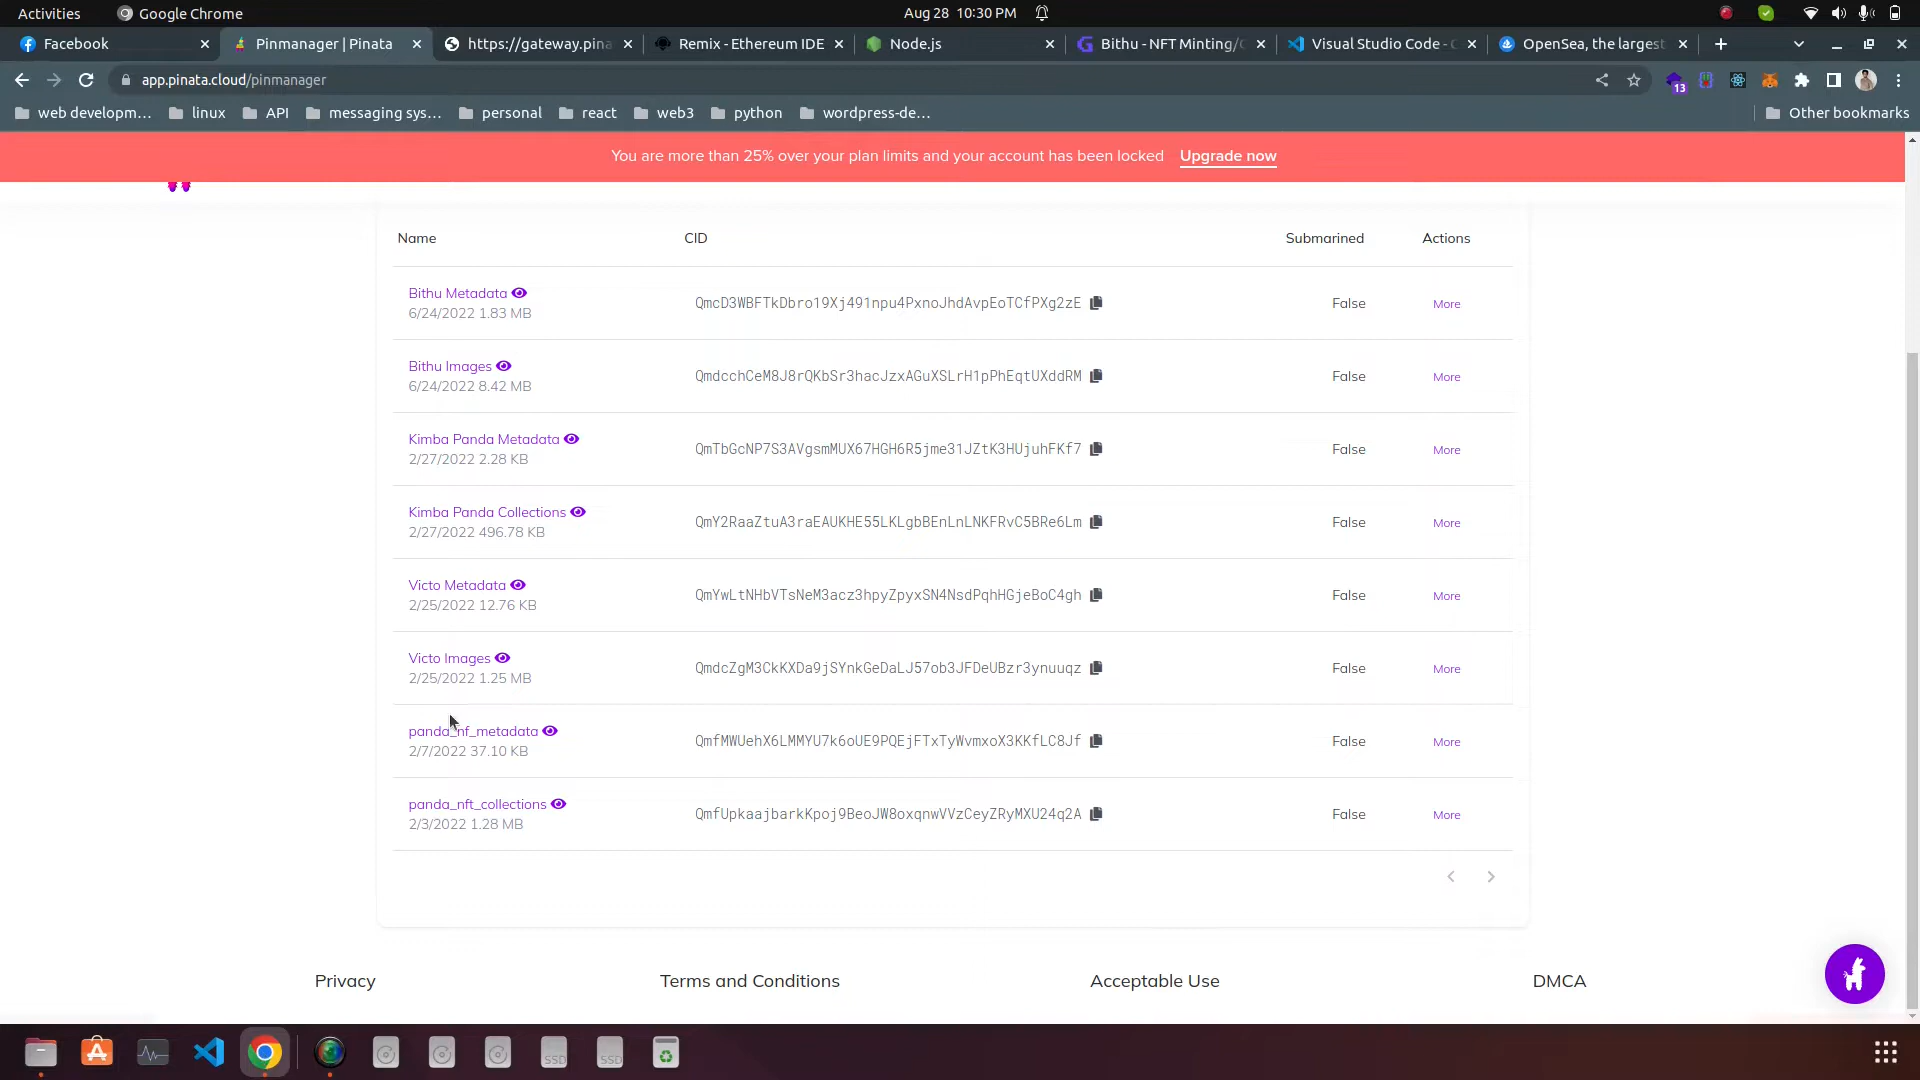 Activities Google Chrome Aug 28 10:30 PM
Facebook Pinmanager | Pinata https://gateway.pina Remix - Ethereum IDE Node.js Bithu - NFT Minting/ Visual Studio Code - OpenSea, the largest
app.pinata.cloud/pinmanager 13
web developm... linux API messaging sys... personal react web3 python wordpress-de... Other bookmarks
You are more than 25% over your plan limits and your account has been locked Upgrade now
Name CID Submarined Actions
Bithu Metadata
6/24/2022 1.83 MB
QmcD3WBFTkDbro19Xj491npu4PxnoJhdAvpEoTCfPXg2zE False More
Bithu Images
6/24/2022 8.42 MB
QmdcchCeM8J8rQKbSr3hacJzxAGuXSLrH1pPhEqtUXddRM False More
Kimba Panda Metadata
2/27/2022 2.28 KB
QmTbGcNP7S3AVgsmMUX67HGH6R5jme31JZtK3HUjuhFKf7 False More
Kimba Panda Collections
2/27/2022 496.78 KB
QmY2RaaZtuA3raEAUKHE55LKLgbBEnLnLNKFRvC5BRe6Lm False More
Victo Metadata
2/25/2022 12.76 KB
QmYwLtNHbVTsNeM3acz3hpyZpyxSN4NsdPqhHGjeBoC4gh False More
Victo Images
2/25/2022 1.25 MB
QmdcZgM3CkKXDa9jSYnkGeDaLJ57ob3JFDeUBzr3ynuuqz False More
panda_nf_metadata
2/7/2022 37.10 KB
QmfMWUehX6LMMYU7k6oUE9PQEjFTxTyWvmxoX3KKfLC8Jf False More
panda_nft_collections
2/3/2022 1.28 MB
QmfUpkaajbarkKpoj9BeoJW8oxqnwVVzCeyZRyMXU24q2A False More
Privacy Terms and Conditions Acceptable Use DMCA
SSD SSD